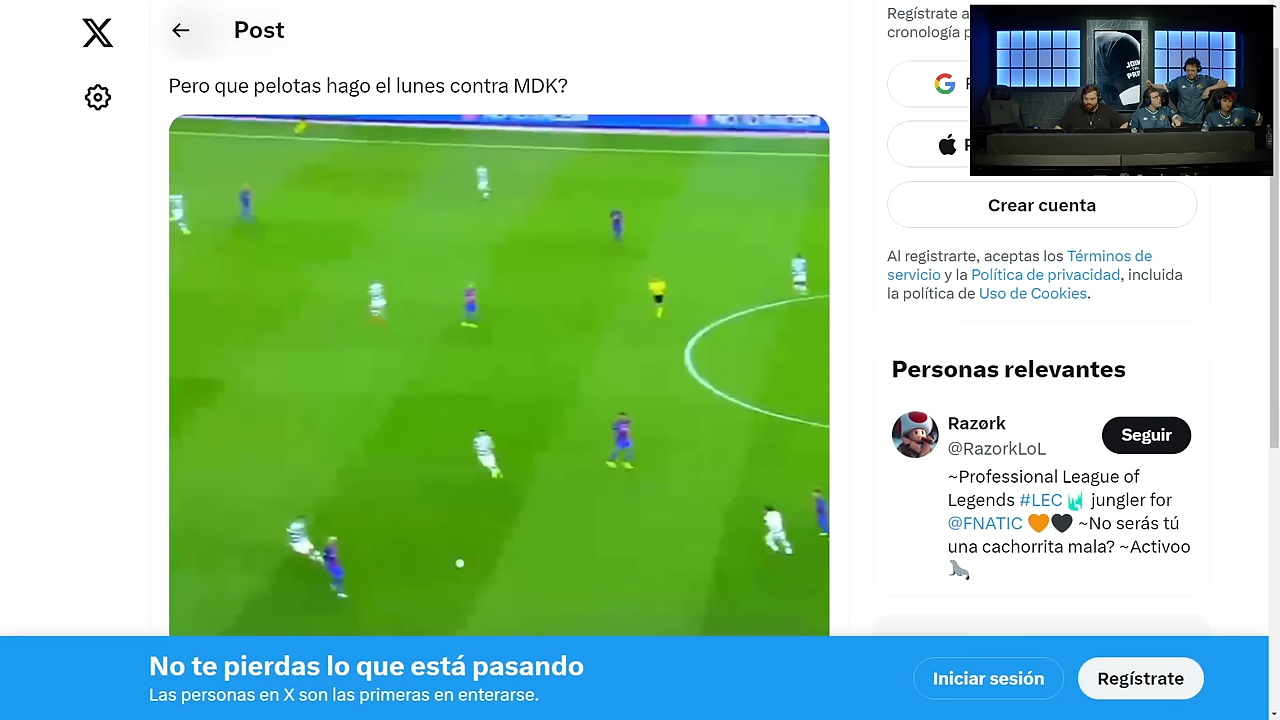 Post
Pero que pelotas hago el lunes contra MDK?
Regístrate a
cronología p
Crear cuenta
Al registrarte, aceptas los Términos de
servicio y la Política de privacidad, incluida
la política de Uso de Cookies.
Personas relevantes
Razørk
@RazorkLoL
Seguir
~Professional League of
Legends #LEC jungler for
@FNATIC 🧡🖤 ~No serás tú
una cachorrita mala? ~Activoo
🦭
No te pierdas lo que está pasando
Las personas en X son las primeras en enterarse.
Iniciar sesión
Regístrate